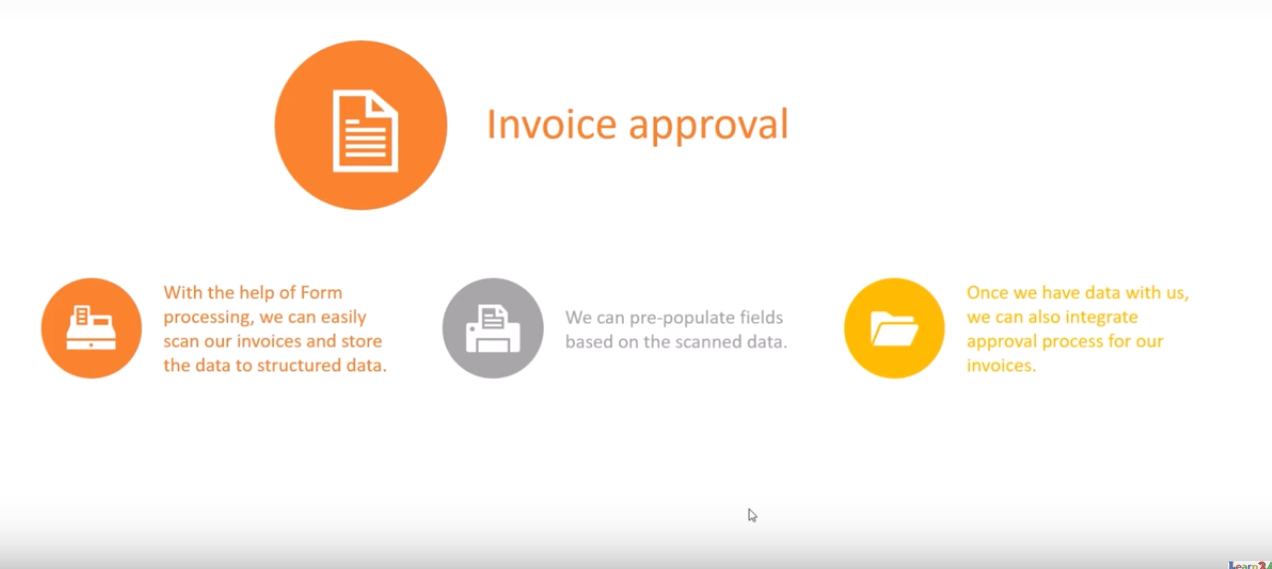 Invoice approval
With the help of Form
processing, we can easily
scan our invoices and store
the data to structured data.
We can pre-populate fields
based on the scanned data.
Once we have data with us,
we can also integrate
approval process for our
invoices.